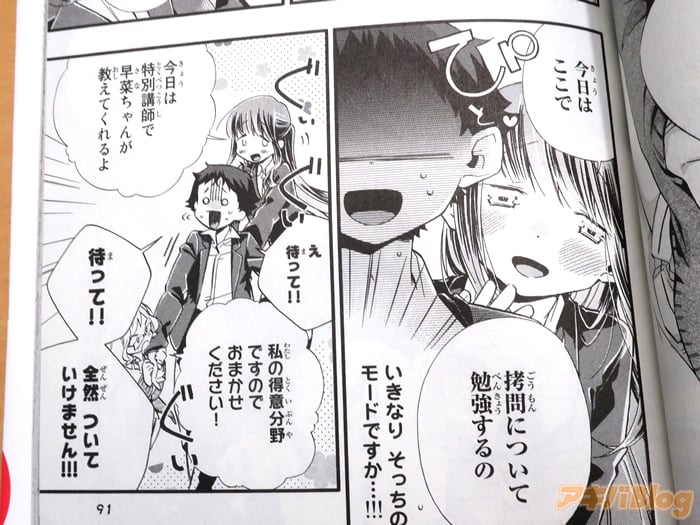 今日は
ここで
ぴゃ
と♥
拷問について
勉強するの
いきなり そっちの
モードですか…!!!
今日は
特別講師で
早菜ちゃんが
教えてくれるよ
え
待って!!
私の得意分野
ですので
おまかせ
ください!
待って!!
全然 ついて
いけません!!!
91
アキバBlog